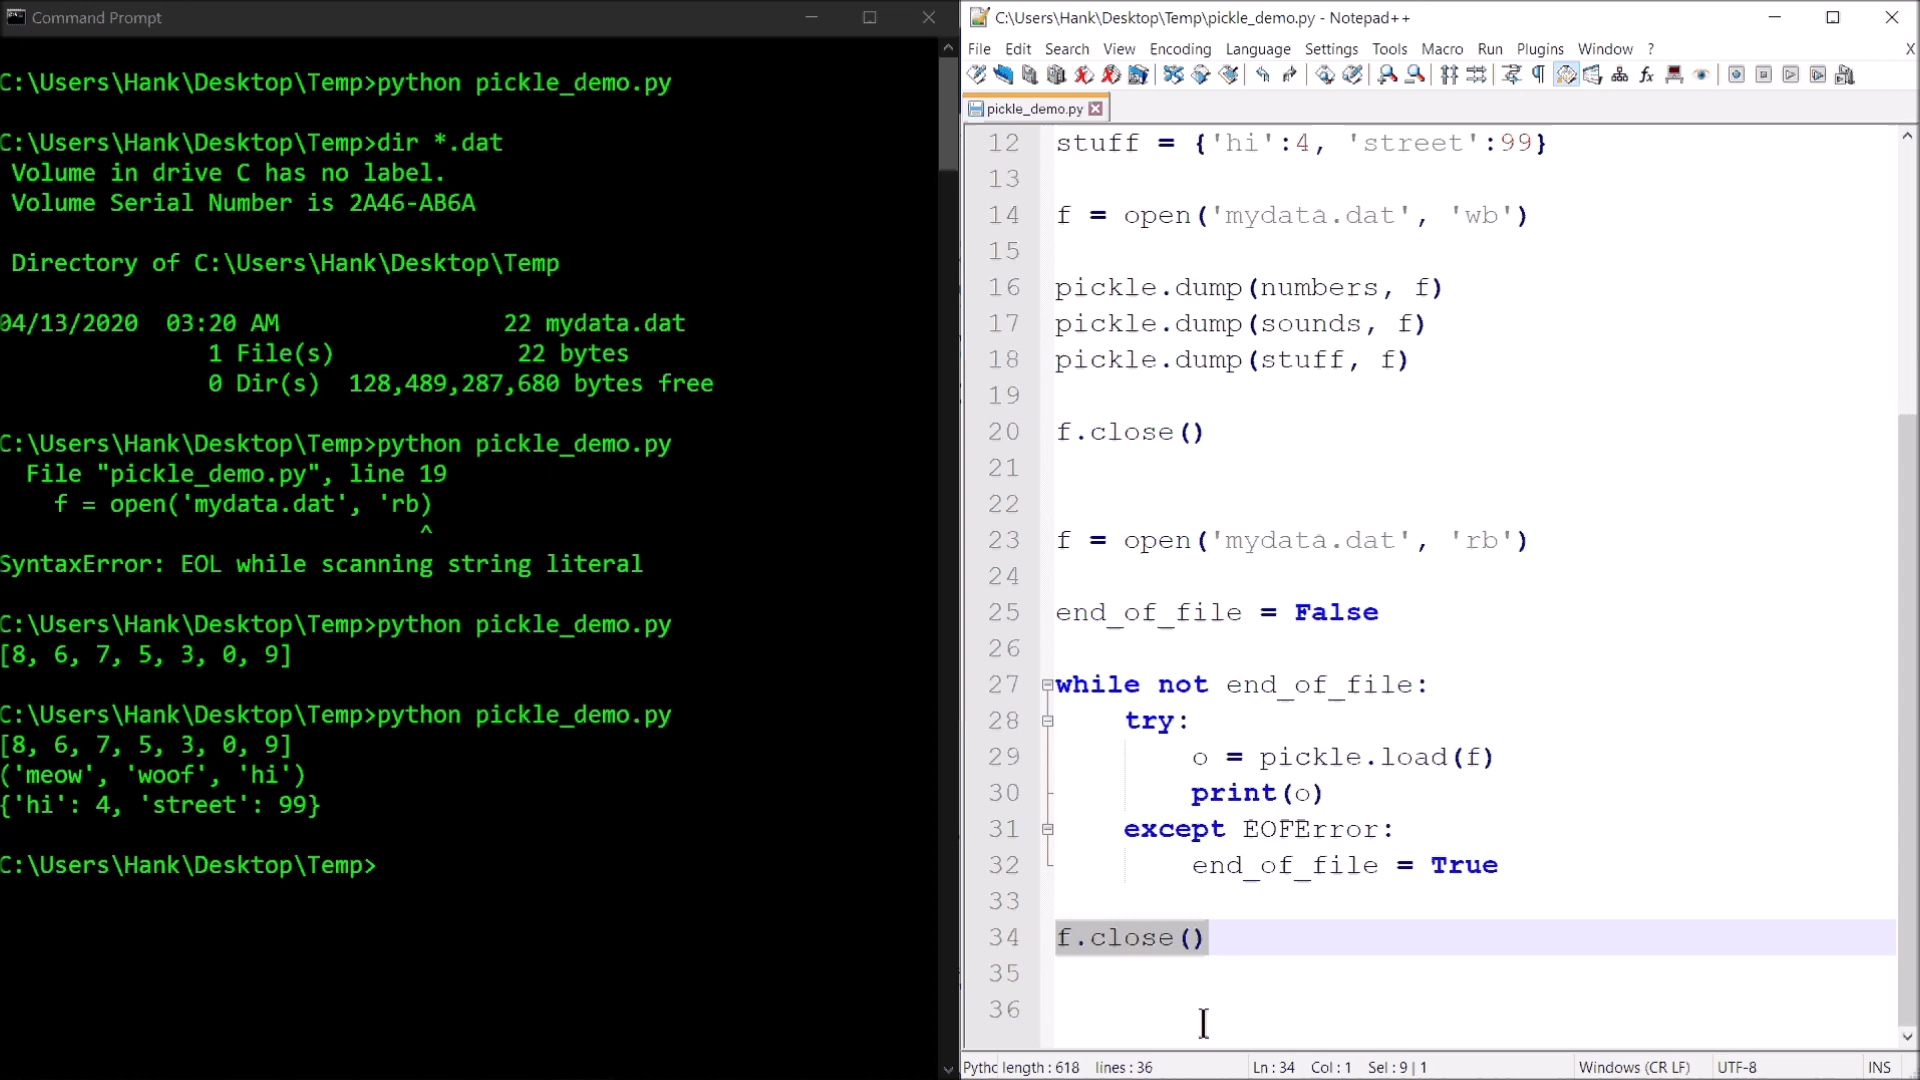 Command Prompt
C:\Users\Hank\Desktop\Temp>python pickle_demo.py
C:\Users\Hank\Desktop\Temp>dir *.dat
Volume in drive C has no label.
Volume Serial Number is 2A46-AB6A
Directory of C:\Users\Hank\Desktop\Temp
04/13/2020 03:20 AM 22 mydata.dat
1 File(s) 22 bytes
0 Dir(s) 128,489,287,680 bytes free
C:\Users\Hank\Desktop\Temp>python pickle_demo.py
File "pickle_demo.py", line 19
f = open('mydata.dat', 'rb)
^
SyntaxError: EOL while scanning string literal
C:\Users\Hank\Desktop\Temp>python pickle_demo.py
[8, 6, 7, 5, 3, 0, 9]
C:\Users\Hank\Desktop\Temp>python pickle_demo.py
[8, 6, 7, 5, 3, 0, 9]
('meow', 'woof', 'hi')
{'hi': 4, 'street': 99}
C:\Users\Hank\Desktop\Temp>
C:\Users\Hank\Desktop\Temp\pickle_demo.py - Notepad++
File Edit Search View Encoding Language Settings Tools Macro Run Plugins Window ? X
pickle_demo.py
12 stuff = {'hi':4, 'street':99}
13
14 f = open('mydata.dat', 'wb')
15
16 pickle.dump(numbers, f)
17 pickle.dump(sounds, f)
18 pickle.dump(stuff, f)
19
20 f.close()
21
22
23 f = open('mydata.dat', 'rb')
24
25 end_of_file = False
26
27 while not end_of_file:
28 try:
29 o = pickle.load(f)
30 print(o)
31 except EOFError:
32 end_of_file = True
33
34 f.close()
35
36
Pythc length : 618 lines : 36 Ln : 34 Col : 1 Sel : 9 | 1 Windows (CR LF) UTF-8 INS